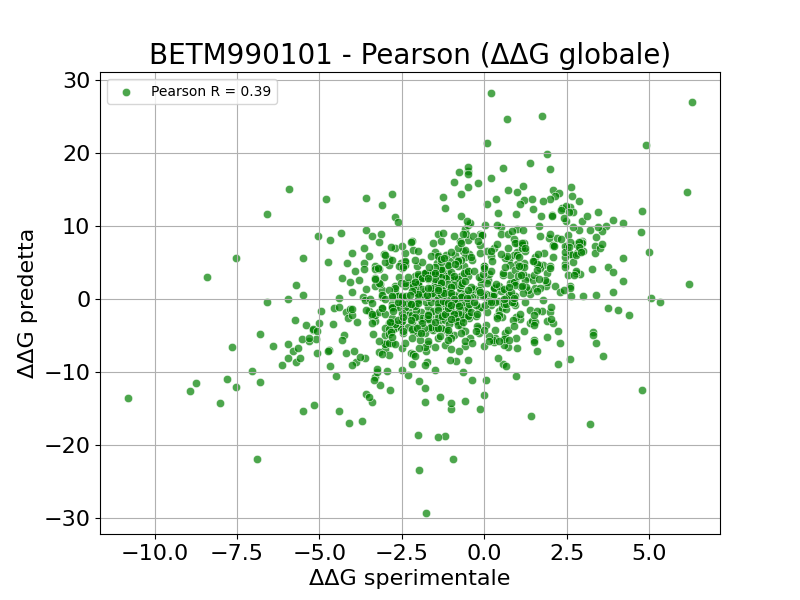 BETM990101 - Pearson (ΔΔG globale)
Pearson R = 0.39
ΔΔG predetta
30
20
10
0
−10
−20
−30
−10.0 −7.5 −5.0 −2.5 0.0 2.5 5.0
ΔΔG sperimentale